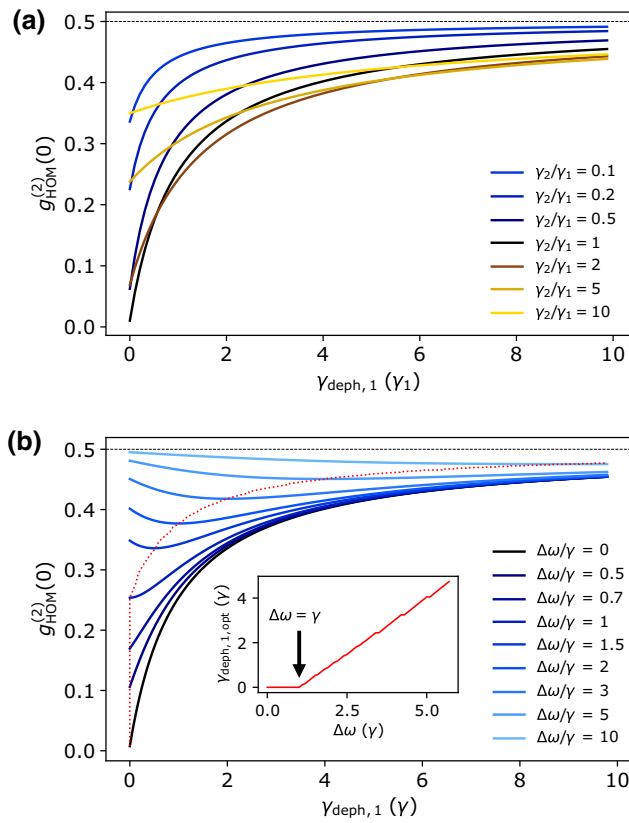 (a)
0.5
0.4
0.3
0.2
0.1
0.0
g_HOM^(2)(0)
γ₂/γ₁ = 0.1
γ₂/γ₁ = 0.2
γ₂/γ₁ = 0.5
γ₂/γ₁ = 1
γ₂/γ₁ = 2
γ₂/γ₁ = 5
γ₂/γ₁ = 10
0 2 4 6 8 10
γ_deph, 1 (γ₁)
(b)
0.5
0.4
0.3
0.2
0.1
0.0
g_HOM^(2)(0)
Δω/γ = 0
Δω/γ = 0.5
Δω/γ = 0.7
Δω/γ = 1
Δω/γ = 1.5
Δω/γ = 2
Δω/γ = 3
Δω/γ = 5
Δω/γ = 10
γ_deph, 1, opt (γ)
4
2
0
Δω = γ
0.0 2.5 5.0
Δω (γ)
0 2 4 6 8 10
γ_deph, 1 (γ)